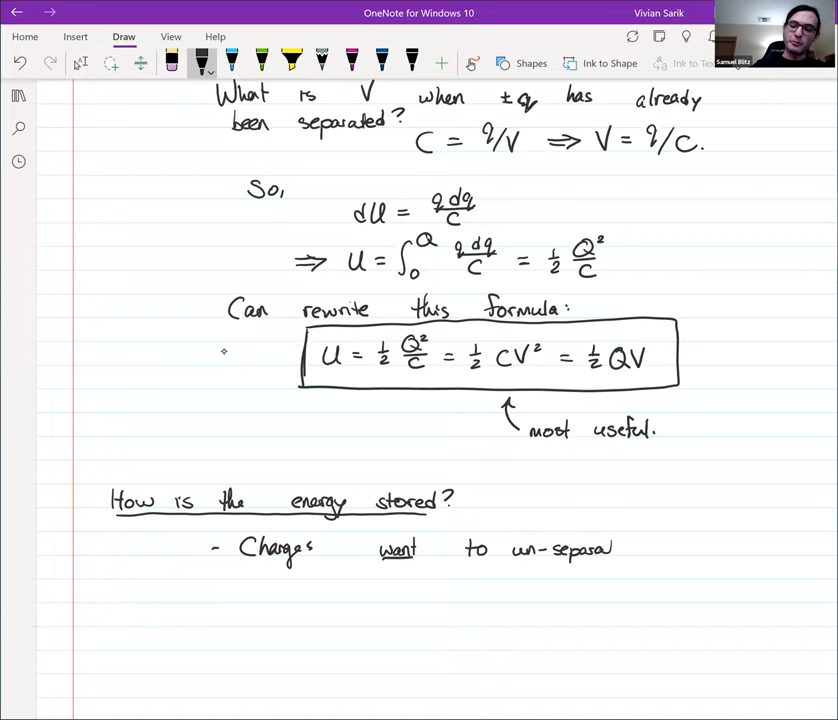 OneNote for Windows 10
Vivian Sarik
Home Insert Draw View Help
Shapes Ink to Shape Ink to Text
Samuel Blitz
What is V when ±q has already
been separated?
C = q/V ⟹ V = q/C.
So,
dU = q dq/C
⟹ U = ∫₀^Q q dq/C = ½ Q²/C
Can rewrite this formula:
U = ½ Q²/C = ½ CV² = ½ QV
most useful.
How is the energy stored?
- Charges want to un-separa